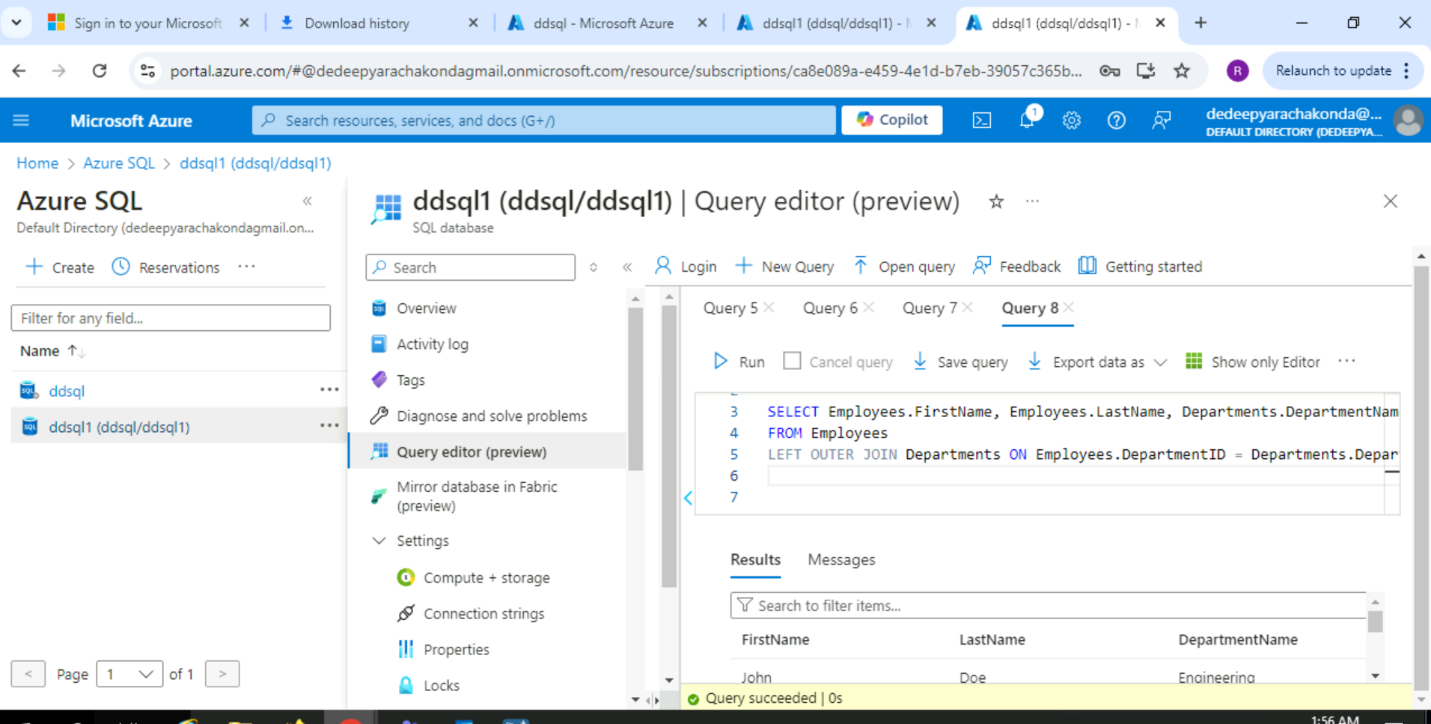 Sign in to your Microsoft
Download history
ddsql - Microsoft Azure
ddsql1 (ddsql/ddsql1) -
ddsql1 (ddsql/ddsql1) -
portal.azure.com/#@dedeepyarachakondagmail.onmicrosoft.com/resource/subscriptions/ca8e089a-e459-4e1d-b7eb-39057c365b...
R
Relaunch to update
Microsoft Azure
Search resources, services, and docs (G+/)
Copilot
1
dedeepyarachakonda@...
DEFAULT DIRECTORY (DEDEEPYA...
Home > Azure SQL > ddsql1 (ddsql/ddsql1)
Azure SQL
Default Directory (dedeepyarachakondagmail.on...
Create
Reservations
Filter for any field...
Name
ddsql
ddsql1 (ddsql/ddsql1)
< Page 1 of 1 >
ddsql1 (ddsql/ddsql1) | Query editor (preview)
SQL database
Search
Overview
Activity log
Tags
Diagnose and solve problems
Query editor (preview)
Mirror database in Fabric
(preview)
Settings
Compute + storage
Connection strings
Properties
Locks
Login
New Query
Open query
Feedback
Getting started
Query 5
Query 6
Query 7
Query 8
Run
Cancel query
Save query
Export data as
Show only Editor
3 SELECT Employees.FirstName, Employees.LastName, Departments.DepartmentNam
4 FROM Employees
5 LEFT OUTER JOIN Departments ON Employees.DepartmentID = Departments.Depar
6
7
Results
Messages
Search to filter items...
FirstName LastName DepartmentName
John Doe Engineering
Query succeeded | 0s
1:56 AM